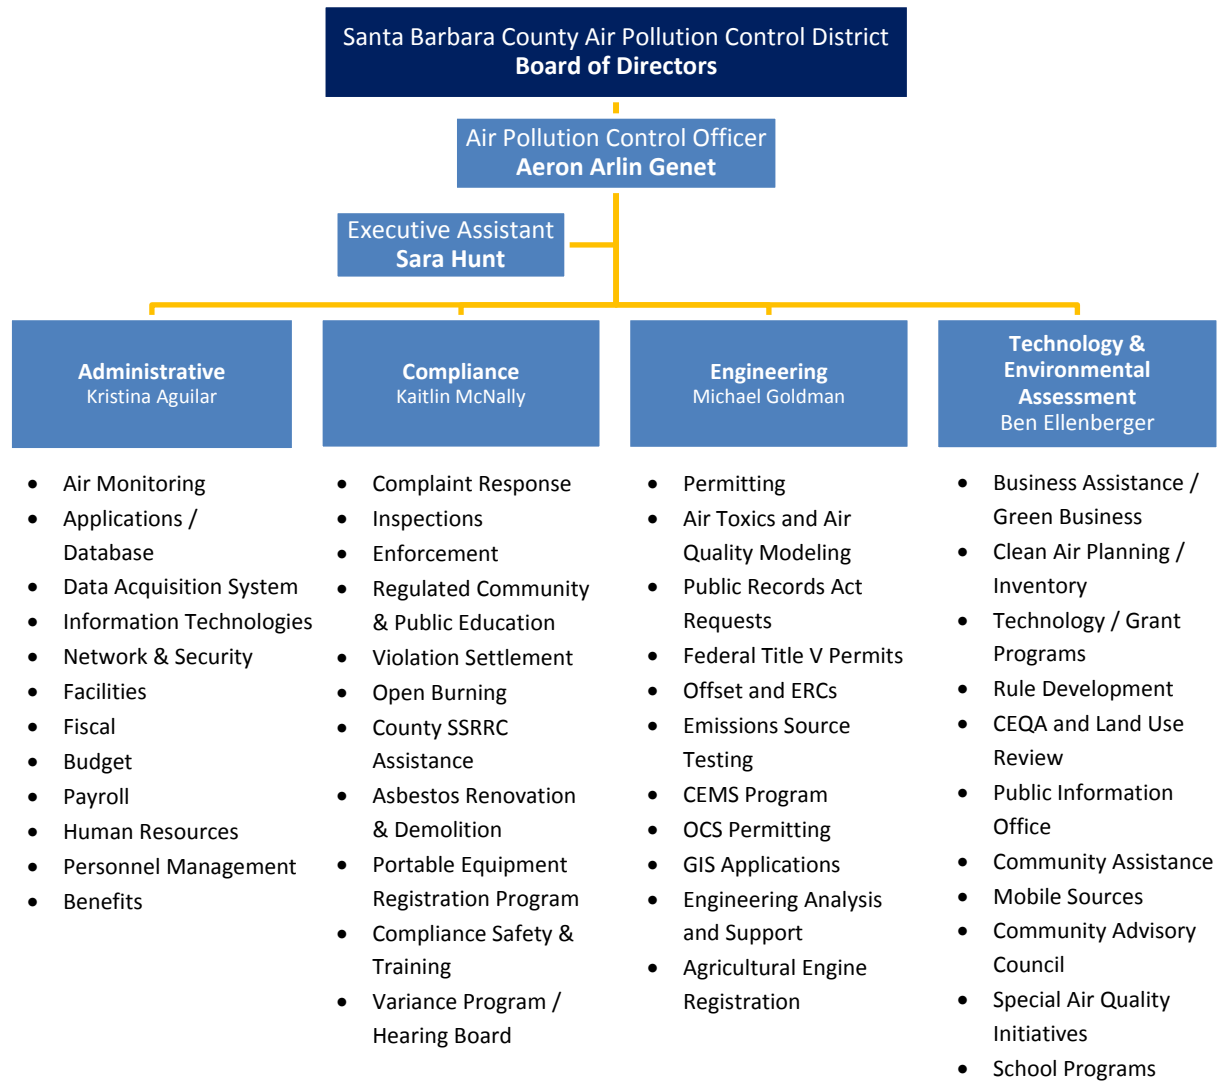 Santa Barbara County Air Pollution Control District
Board of Directors
Air Pollution Control Officer
Aeron Arlin Genet
Executive Assistant
Sara Hunt
Administrative
Kristina Aguilar
• Air Monitoring
• Applications /
Database
• Data Acquisition System
• Information Technologies
• Network & Security
• Facilities
• Fiscal
• Budget
• Payroll
• Human Resources
• Personnel Management
• Benefits
Compliance
Kaitlin McNally
• Complaint Response
• Inspections
• Enforcement
• Regulated Community
& Public Education
• Violation Settlement
• Open Burning
• County SSRRC
Assistance
• Asbestos Renovation
& Demolition
• Portable Equipment
Registration Program
• Compliance Safety &
Training
• Variance Program /
Hearing Board
Engineering
Michael Goldman
• Permitting
• Air Toxics and Air
Quality Modeling
• Public Records Act
Requests
• Federal Title V Permits
• Offset and ERCs
• Emissions Source
Testing
• CEMS Program
• OCS Permitting
• GIS Applications
• Engineering Analysis
and Support
• Agricultural Engine
Registration
Technology &
Environmental
Assessment
Ben Ellenberger
• Business Assistance /
Green Business
• Clean Air Planning /
Inventory
• Technology / Grant
Programs
• Rule Development
• CEQA and Land Use
Review
• Public Information
Office
• Community Assistance
• Mobile Sources
• Community Advisory
Council
• Special Air Quality
Initiatives
• School Programs